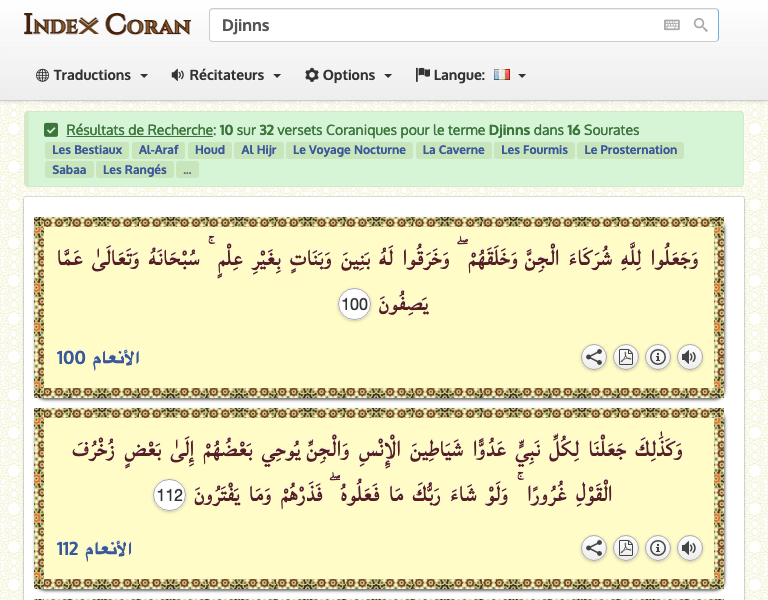 INDEX CORAN
Djinns
Traductions Récitateurs Options Langue:
Résultats de Recherche: 10 sur 32 versets Coraniques pour le terme Djinns dans 16 Sourates
Les Bestiaux Al-Araf Houd Al Hijr Le Voyage Nocturne La Caverne Les Fourmis Le Prosternation
Sabaa Les Rangés ...
وَجَعَلُوا لِلَّهِ شُرَكَاءَ الْجِنَّ وَخَلَقَهُمْ ۖ وَخَرَقُوا لَهُ بَنِينَ وَبَنَاتٍ بِغَيْرِ عِلْمٍ ۚ سُبْحَانَهُ وَتَعَالَىٰ عَمَّا
يَصِفُونَ 100
الأنعام 100
وَكَذَٰلِكَ جَعَلْنَا لِكُلِّ نَبِيٍّ عَدُوًّا شَيَاطِينَ الْإِنْسِ وَالْجِنِّ يُوحِي بَعْضُهُمْ إِلَىٰ بَعْضٍ زُخْرُفَ
الْقَوْلِ غُرُورًا ۚ وَلَوْ شَاءَ رَبُّكَ مَا فَعَلُوهُ ۖ فَذَرْهُمْ وَمَا يَفْتَرُونَ 112
الأنعام 112